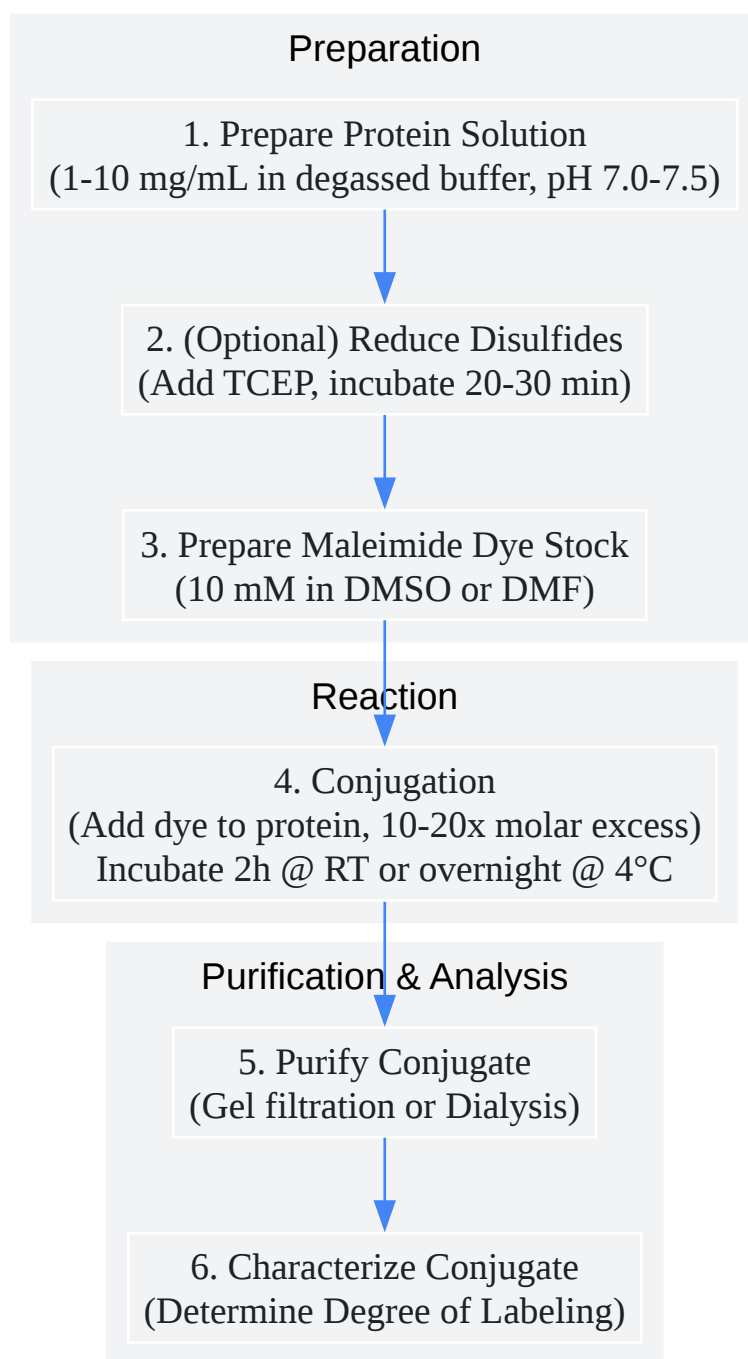 Preparation
1. Prepare Protein Solution
(1-10 mg/mL in degassed buffer, pH 7.0-7.5)
2. (Optional) Reduce Disulfides
(Add TCEP, incubate 20-30 min)
3. Prepare Maleimide Dye Stock
(10 mM in DMSO or DMF)
Reaction
4. Conjugation
(Add dye to protein, 10-20x molar excess)
Incubate 2h @ RT or overnight @ 4°C
Purification & Analysis
5. Purify Conjugate
(Gel filtration or Dialysis)
6. Characterize Conjugate
(Determine Degree of Labeling)